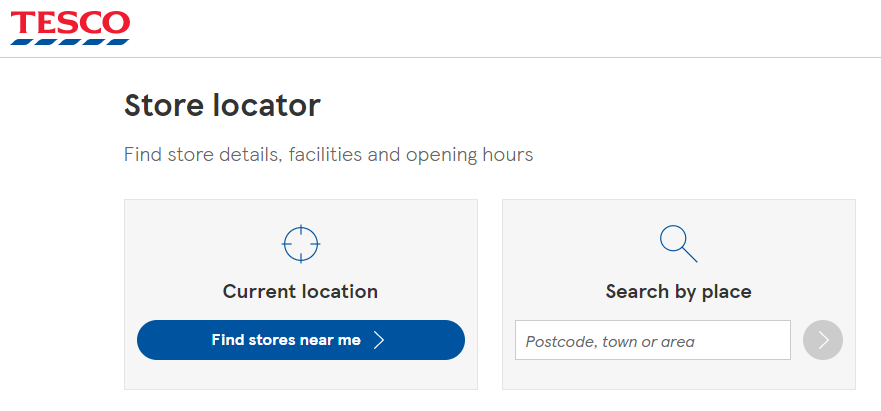 TESCO
Store locator
Find store details, facilities and opening hours
Current location
Find stores near me
Search by place
Postcode, town or area